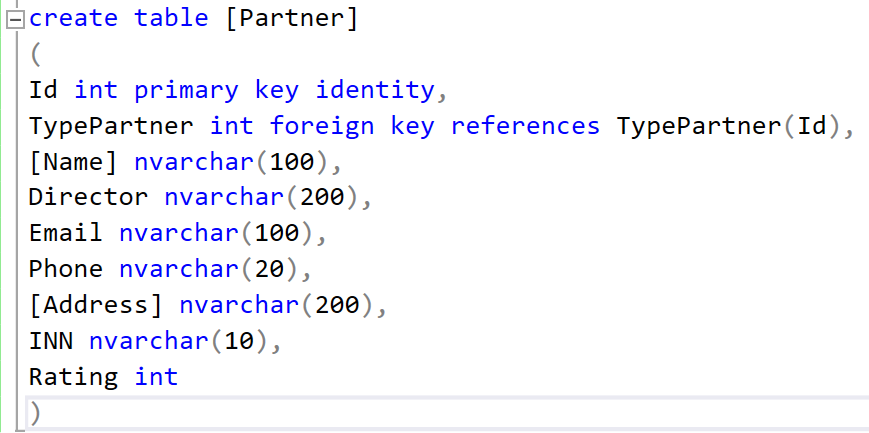 create table [Partner]
(
Id int primary key identity,
TypePartner int foreign key references TypePartner(Id),
[Name] nvarchar(100),
Director nvarchar(200),
Email nvarchar(100),
Phone nvarchar(20),
[Address] nvarchar(200),
INN nvarchar(10),
Rating int
)